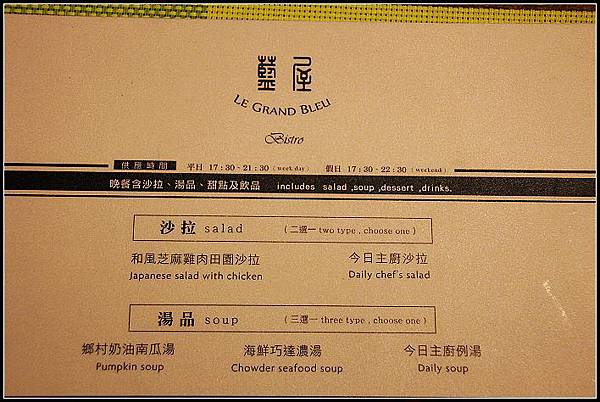 藍屋
LE GRAND BLEU
Bistro
供應時間 平日 17:30~21:30 (week day) 假日 17:30~22:30 (weekend)
晚餐含沙拉、湯品、甜點及飲品 includes salad ,soup ,dessert ,drinks.
沙拉 salad (二選一 two type , choose one)
和風芝麻雞肉田園沙拉 今日主廚沙拉
Japanese salad with chicken Daily chef's salad
湯品 soup (三選一 three type , choose one)
鄉村奶油南瓜湯 海鮮巧達濃湯 今日主廚例湯
Pumpkin soup Chowder seafood soup Daily soup